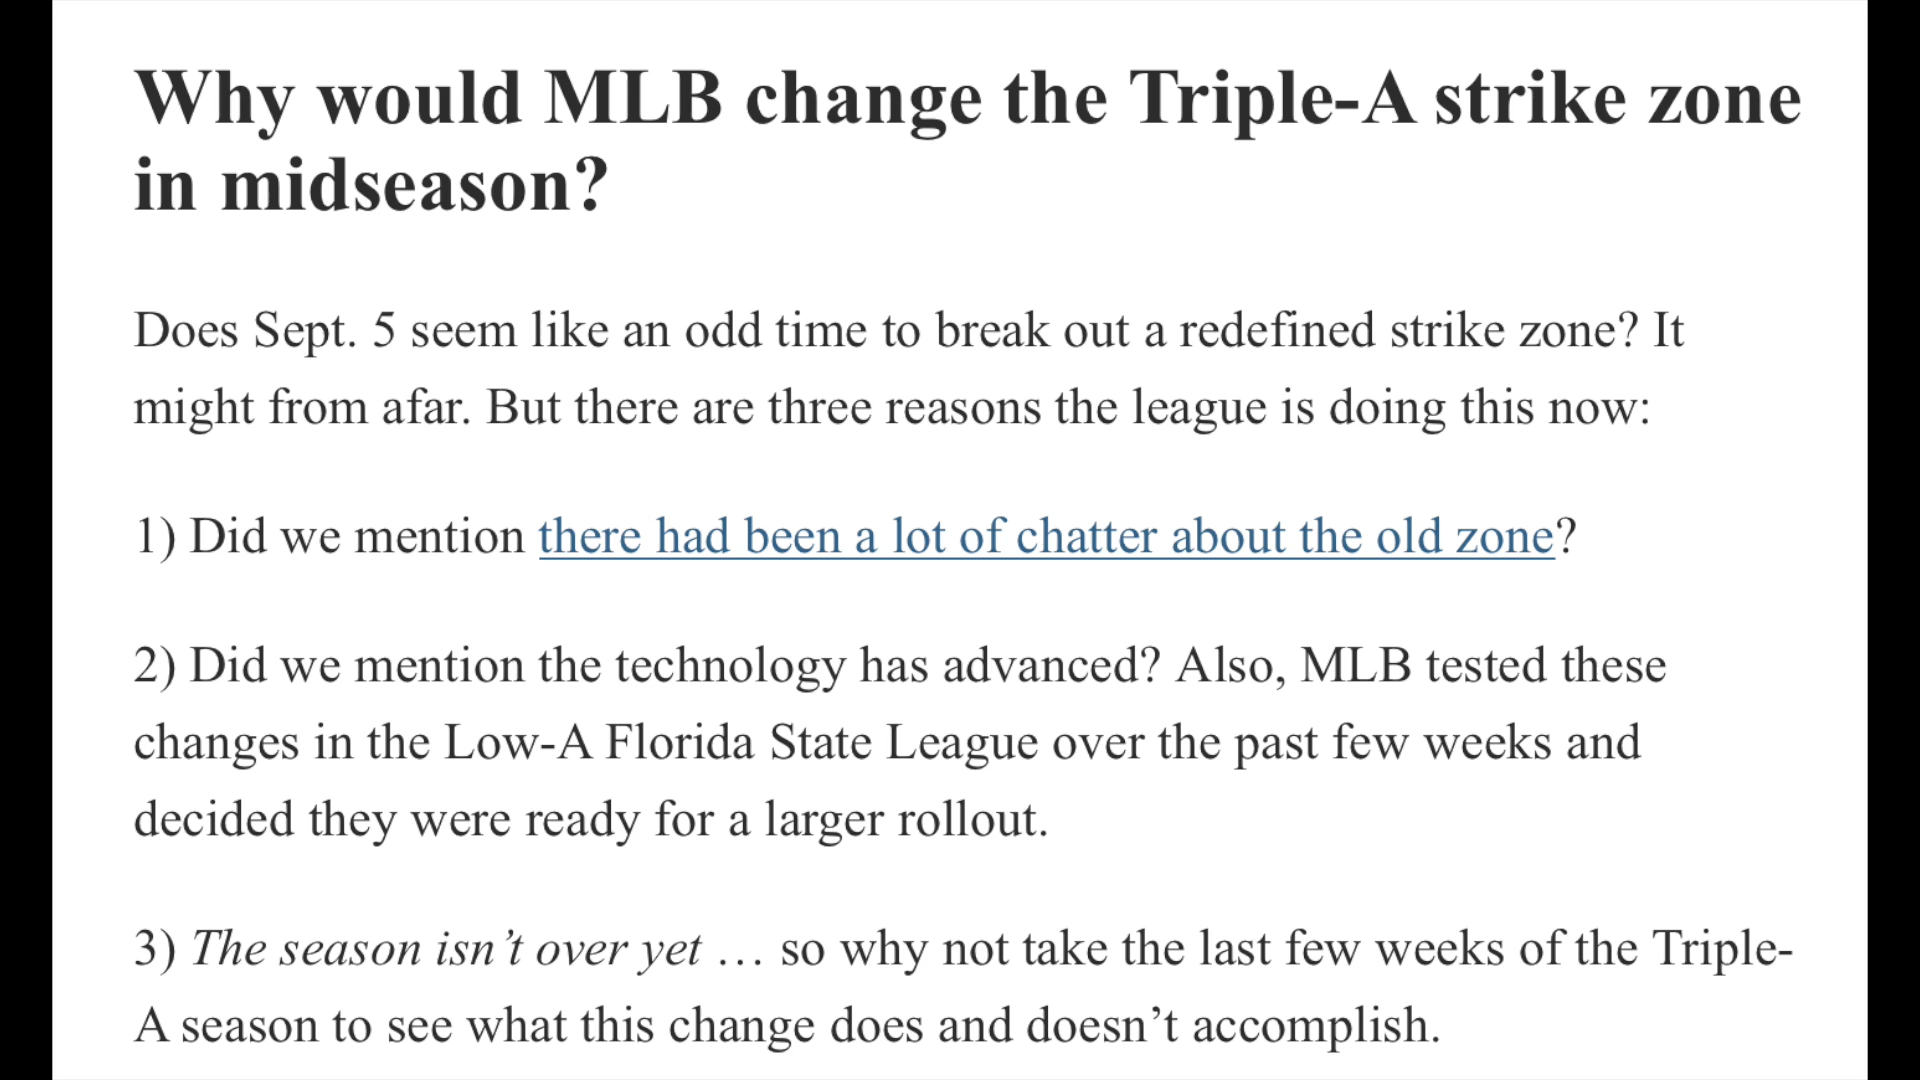 Why would MLB change the Triple-A strike zone
in midseason?
Does Sept. 5 seem like an odd time to break out a redefined strike zone? It
might from afar. But there are three reasons the league is doing this now:
1) Did we mention there had been a lot of chatter about the old zone?
2) Did we mention the technology has advanced? Also, MLB tested these
changes in the Low-A Florida State League over the past few weeks and
decided they were ready for a larger rollout.
3) The season isn’t over yet … so why not take the last few weeks of the Triple-
A season to see what this change does and doesn’t accomplish.